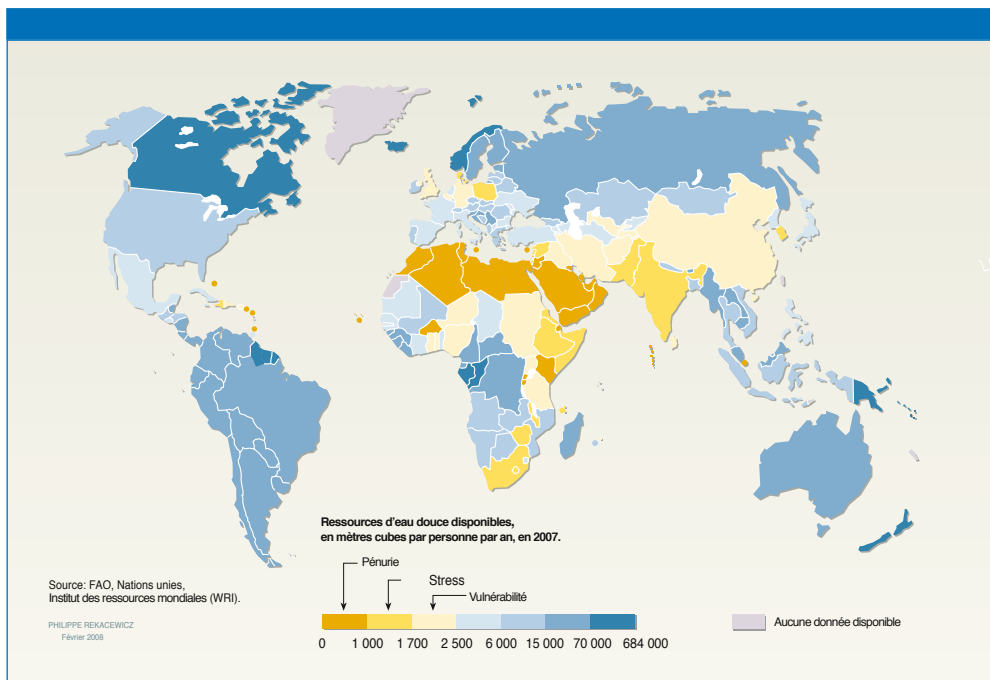 Ressources d'eau douce disponibles,
en mètres cubes par personne par an, en 2007.
Pénurie
Stress
Vulnérabilité
0 1 000 1 700 2 500 6 000 15 000 70 000 684 000
Aucune donnée disponible
Source: FAO, Nations unies,
Institut des ressources mondiales (WRI).
PHILIPPE REKACEWICZ
Février 2008